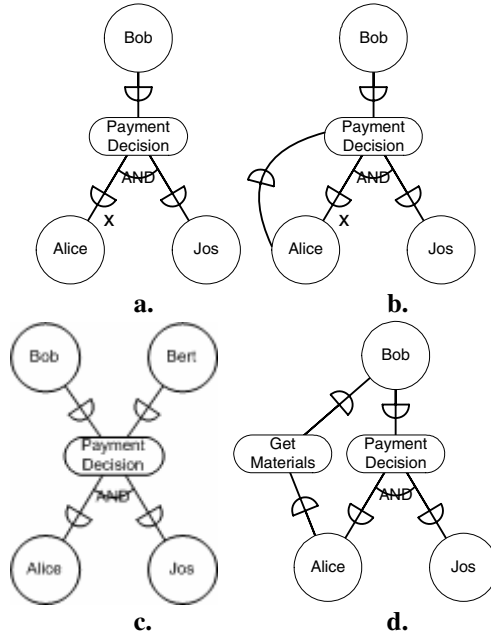 Bob
Payment
Decision
AND
X
Alice
Jos
a.
Bob
Payment
Decision
AND
X
Alice
Jos
b.
Bob
Bert
Payment
Decision
AND
Alice
Jos
c.
Bob
Get
Materials
Payment
Decision
AND
Alice
Jos
d.